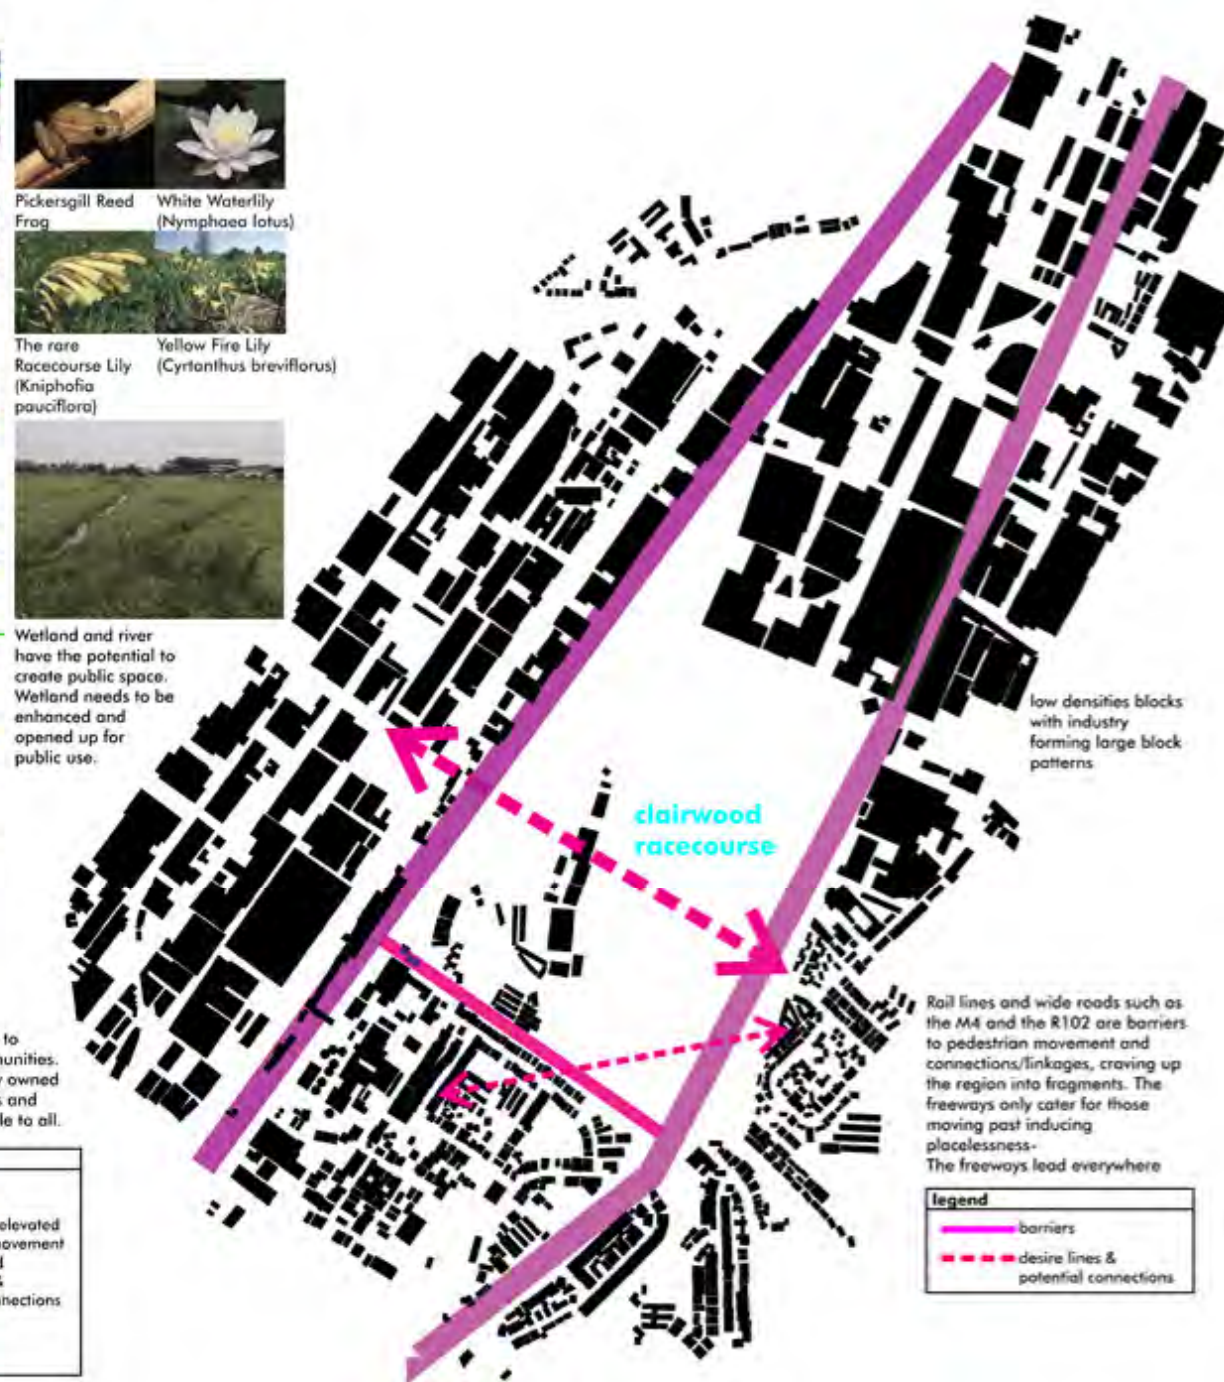 Pickersgill Reed
Frog
White Waterlily
(Nymphaea lotus)
The rare
Racecourse Lily
(Kniphofia
pauciflora)
Yellow Fire Lily
(Cyrtanthus breviflorus)
Wetland and river
have the potential to
create public space.
Wetland needs to be
enhanced and
opened up for
public use.
low densities blocks
with industry
forming large block
patterns
clairwood
racecourse
to
owned
and
to all.
elevated
Rail lines and wide roads such as
the M4 and the R102 are barriers
to pedestrian movement and
connections/linkages, craving up
the region into fragments. The
freeways only cater for those
moving past inducing
placelessness-
The freeways lead everywhere
legend
barriers
desire lines &
potential connections